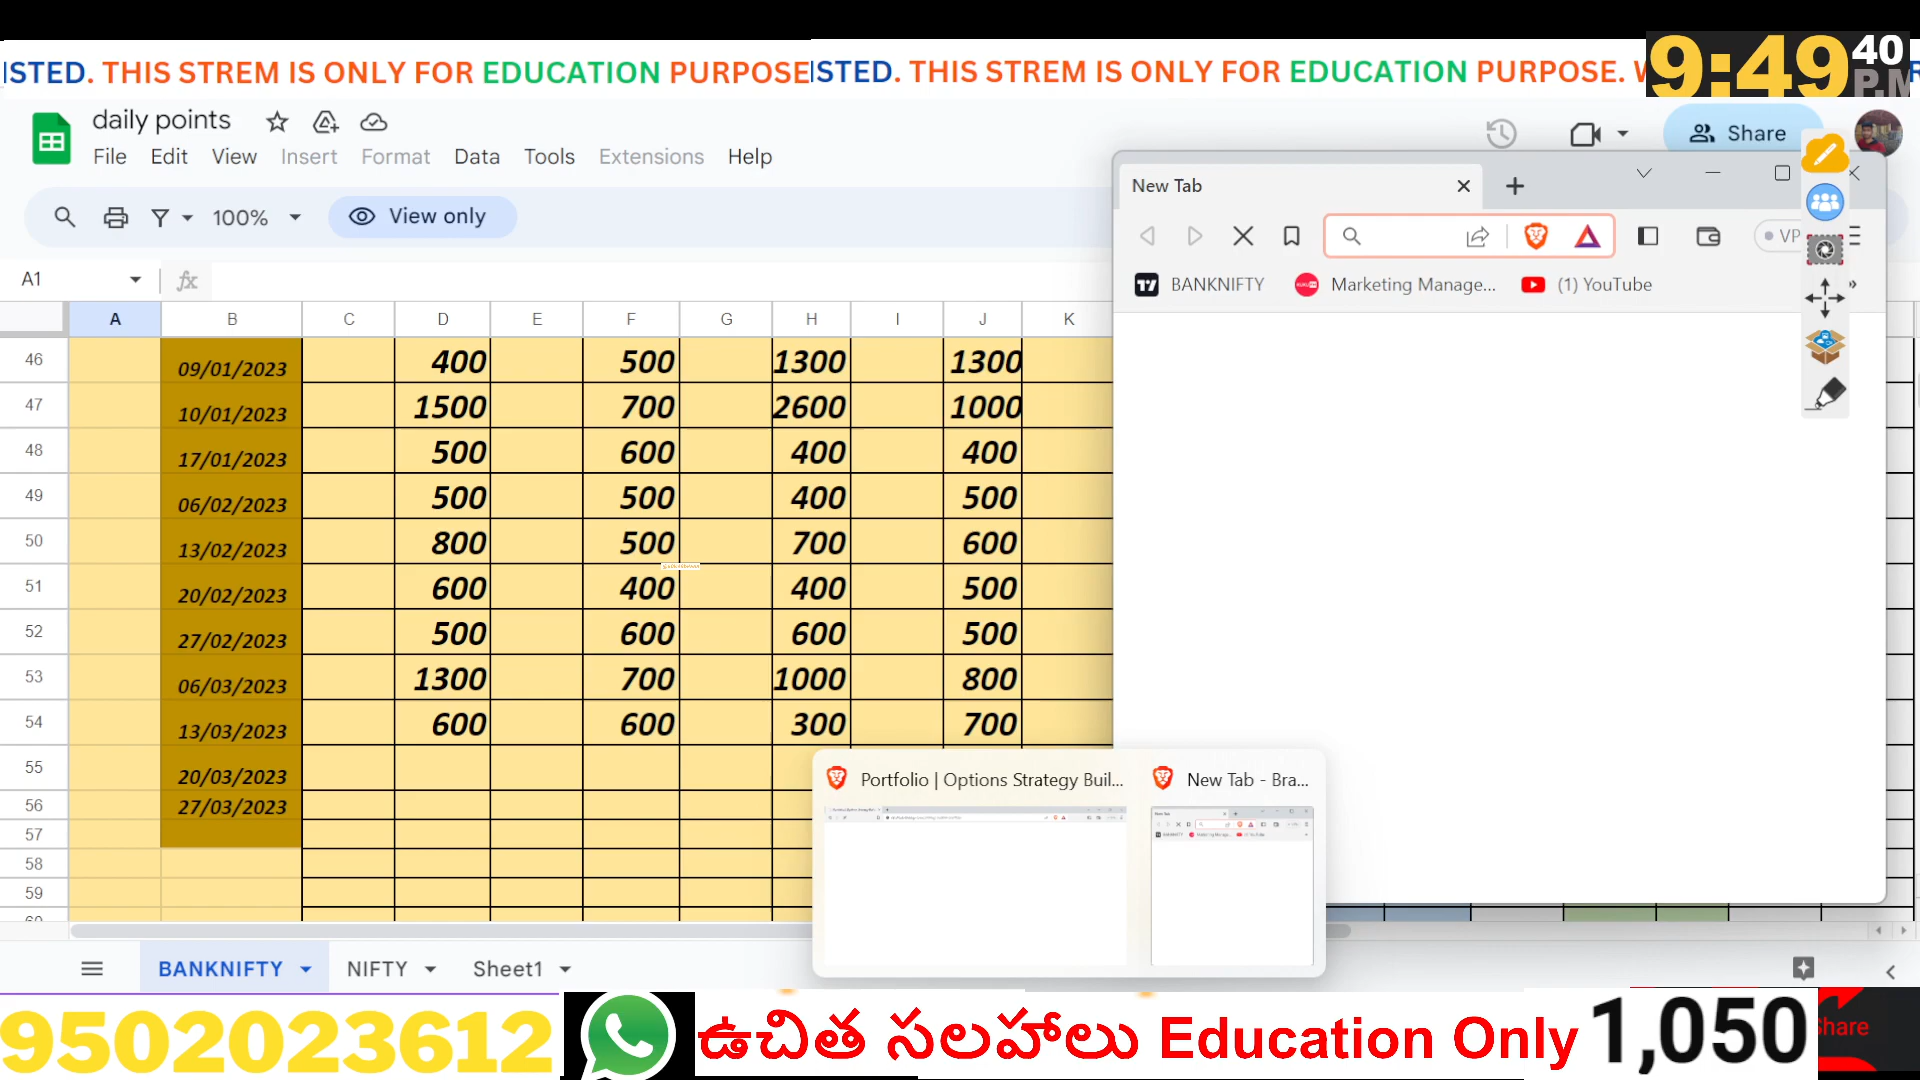 ISTED. THIS STREM IS ONLY FOR EDUCATION PURPOSE
ISTED. THIS STREM IS ONLY FOR EDUCATION PURPOSE.
9:49 40 P.M
daily points
File Edit View Insert Format Data Tools Extensions Help
Share
100% View only
A1
fx
New Tab
VP
BANKNIFTY Marketing Manage... (1) YouTube
A B C D E F G H I J K
46 09/01/2023 400 500 1300 1300
47 10/01/2023 1500 700 2600 1000
48 17/01/2023 500 600 400 400
49 06/02/2023 500 500 400 500
50 13/02/2023 800 500 700 600
51 20/02/2023 600 400 400 500
52 27/02/2023 500 600 600 500
53 06/03/2023 1300 700 1000 800
54 13/03/2023 600 600 300 700
55 20/03/2023
56 27/03/2023
57
58
59
60
Portfolio | Options Strategy Buil... New Tab - Bra...
BANKNIFTY NIFTY Sheet1
9502023612 ఉచిత సలహాలు Education Only 1,050 Share